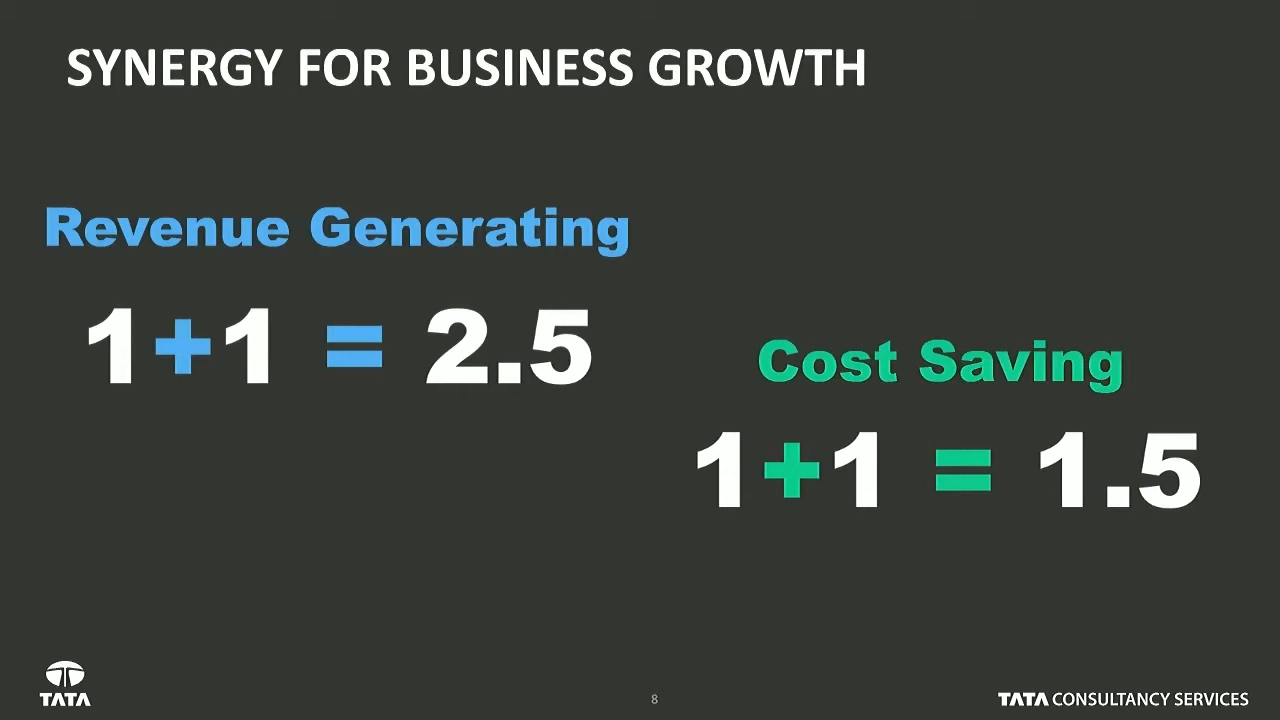 SYNERGY FOR BUSINESS GROWTH
Revenue Generating
1+1 = 2.5
Cost Saving
1+1 = 1.5
TATA
8
TATA CONSULTANCY SERVICES